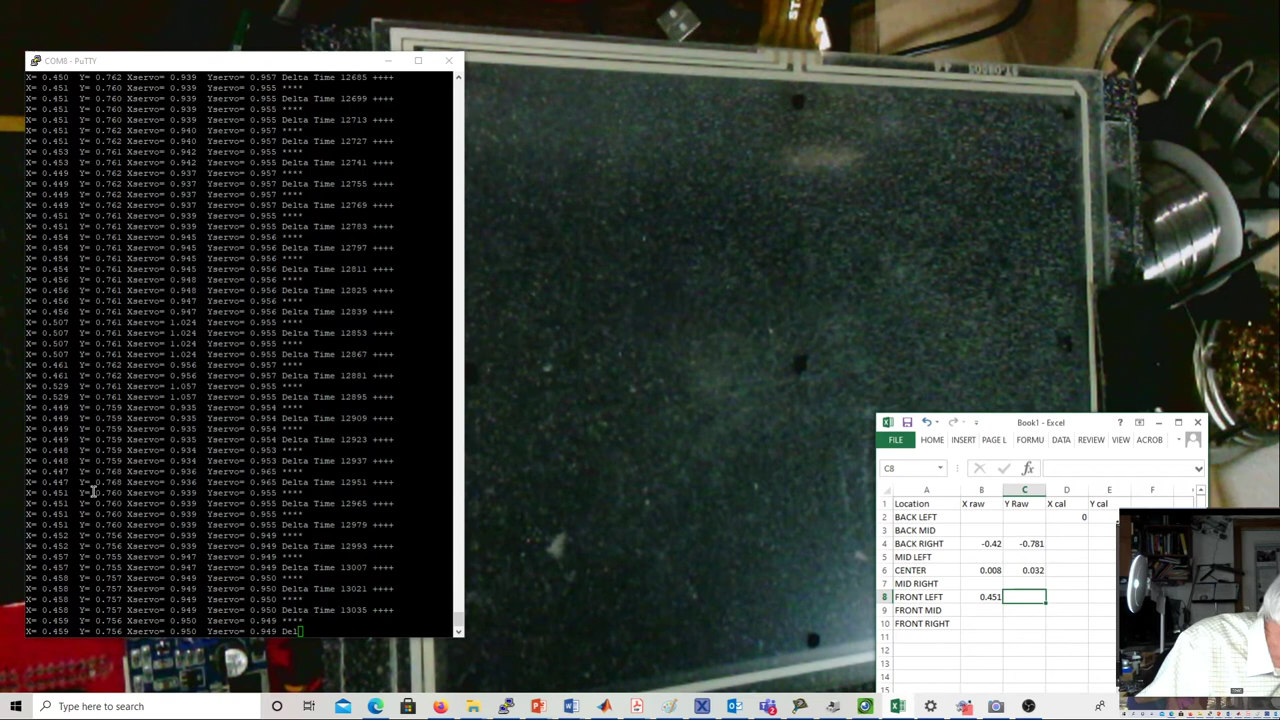 COM8 - PuTTY
X= 0.450  Y= 0.762 Xservo= 0.939  Yservo= 0.957 Delta Time 12685 ++++
X= 0.451  Y= 0.760 Xservo= 0.939  Yservo= 0.955 ****
X= 0.451  Y= 0.760 Xservo= 0.939  Yservo= 0.955 Delta Time 12699 ++++
X= 0.451  Y= 0.760 Xservo= 0.939  Yservo= 0.955 ****
X= 0.451  Y= 0.760 Xservo= 0.939  Yservo= 0.955 Delta Time 12713 ++++
X= 0.451  Y= 0.762 Xservo= 0.940  Yservo= 0.957 ****
X= 0.451  Y= 0.762 Xservo= 0.940  Yservo= 0.957 Delta Time 12727 ++++
X= 0.453  Y= 0.761 Xservo= 0.942  Yservo= 0.955 ****
X= 0.453  Y= 0.761 Xservo= 0.942  Yservo= 0.955 Delta Time 12741 ++++
X= 0.449  Y= 0.762 Xservo= 0.937  Yservo= 0.957 ****
X= 0.449  Y= 0.762 Xservo= 0.937  Yservo= 0.957 Delta Time 12755 ++++
X= 0.449  Y= 0.762 Xservo= 0.937  Yservo= 0.957 ****
X= 0.449  Y= 0.762 Xservo= 0.937  Yservo= 0.957 Delta Time 12769 ++++
X= 0.451  Y= 0.761 Xservo= 0.939  Yservo= 0.955 ****
X= 0.451  Y= 0.761 Xservo= 0.939  Yservo= 0.955 Delta Time 12783 ++++
X= 0.454  Y= 0.761 Xservo= 0.945  Yservo= 0.956 ****
X= 0.454  Y= 0.761 Xservo= 0.945  Yservo= 0.956 Delta Time 12797 ++++
X= 0.454  Y= 0.761 Xservo= 0.945  Yservo= 0.956 ****
X= 0.454  Y= 0.761 Xservo= 0.945  Yservo= 0.956 Delta Time 12811 ++++
X= 0.456  Y= 0.761 Xservo= 0.948  Yservo= 0.956 ****
X= 0.456  Y= 0.761 Xservo= 0.948  Yservo= 0.956 Delta Time 12825 ++++
X= 0.456  Y= 0.761 Xservo= 0.947  Yservo= 0.956 ****
X= 0.456  Y= 0.761 Xservo= 0.947  Yservo= 0.956 Delta Time 12839 ++++
X= 0.507  Y= 0.761 Xservo= 1.024  Yservo= 0.955 ****
X= 0.507  Y= 0.761 Xservo= 1.024  Yservo= 0.955 Delta Time 12853 ++++
X= 0.507  Y= 0.761 Xservo= 1.024  Yservo= 0.955 ****
X= 0.507  Y= 0.761 Xservo= 1.024  Yservo= 0.955 Delta Time 12867 ++++
X= 0.461  Y= 0.762 Xservo= 0.956  Yservo= 0.957 ****
X= 0.461  Y= 0.762 Xservo= 0.956  Yservo= 0.957 Delta Time 12881 ++++
X= 0.529  Y= 0.761 Xservo= 1.057  Yservo= 0.955 ****
X= 0.529  Y= 0.761 Xservo= 1.057  Yservo= 0.955 Delta Time 12895 ++++
X= 0.449  Y= 0.759 Xservo= 0.935  Yservo= 0.954 ****
X= 0.449  Y= 0.759 Xservo= 0.935  Yservo= 0.954 Delta Time 12909 ++++
X= 0.449  Y= 0.759 Xservo= 0.935  Yservo= 0.954 ****
X= 0.449  Y= 0.759 Xservo= 0.935  Yservo= 0.954 Delta Time 12923 ++++
X= 0.448  Y= 0.759 Xservo= 0.934  Yservo= 0.953 ****
X= 0.448  Y= 0.759 Xservo= 0.934  Yservo= 0.953 Delta Time 12937 ++++
X= 0.447  Y= 0.768 Xservo= 0.936  Yservo= 0.965 ****
X= 0.447  Y= 0.768 Xservo= 0.936  Yservo= 0.965 Delta Time 12951 ++++
X= 0.451  Y= 0.760 Xservo= 0.939  Yservo= 0.955 ****
X= 0.451  Y= 0.760 Xservo= 0.939  Yservo= 0.955 Delta Time 12965 ++++
X= 0.451  Y= 0.760 Xservo= 0.939  Yservo= 0.955 ****
X= 0.451  Y= 0.760 Xservo= 0.939  Yservo= 0.955 Delta Time 12979 ++++
X= 0.452  Y= 0.756 Xservo= 0.939  Yservo= 0.949 ****
X= 0.452  Y= 0.756 Xservo= 0.939  Yservo= 0.949 Delta Time 12993 ++++
X= 0.457  Y= 0.755 Xservo= 0.947  Yservo= 0.949 ****
X= 0.457  Y= 0.755 Xservo= 0.947  Yservo= 0.949 Delta Time 13007 ++++
X= 0.458  Y= 0.757 Xservo= 0.949  Yservo= 0.950 ****
X= 0.458  Y= 0.757 Xservo= 0.949  Yservo= 0.950 Delta Time 13021 ++++
X= 0.458  Y= 0.757 Xservo= 0.949  Yservo= 0.950 ****
X= 0.458  Y= 0.757 Xservo= 0.949  Yservo= 0.950 Delta Time 13035 ++++
X= 0.459  Y= 0.756 Xservo= 0.950  Yservo= 0.949 ****
X= 0.459  Y= 0.756 Xservo= 0.950  Yservo= 0.949 Del
Book1 - Excel
FILE HOME INSERT PAGE L FORMU DATA REVIEW VIEW ACROB
C8
A B C D E F
1 Location X raw Y Raw X cal Y cal
2 BACK LEFT 0
3 BACK MID
4 BACK RIGHT -0.42 -0.781
5 MID LEFT
6 CENTER 0.008 0.032
7 MID RIGHT
8 FRONT LEFT 0.451
9 FRONT MID
10 FRONT RIGHT
11
12
13
14
15
Type here to search